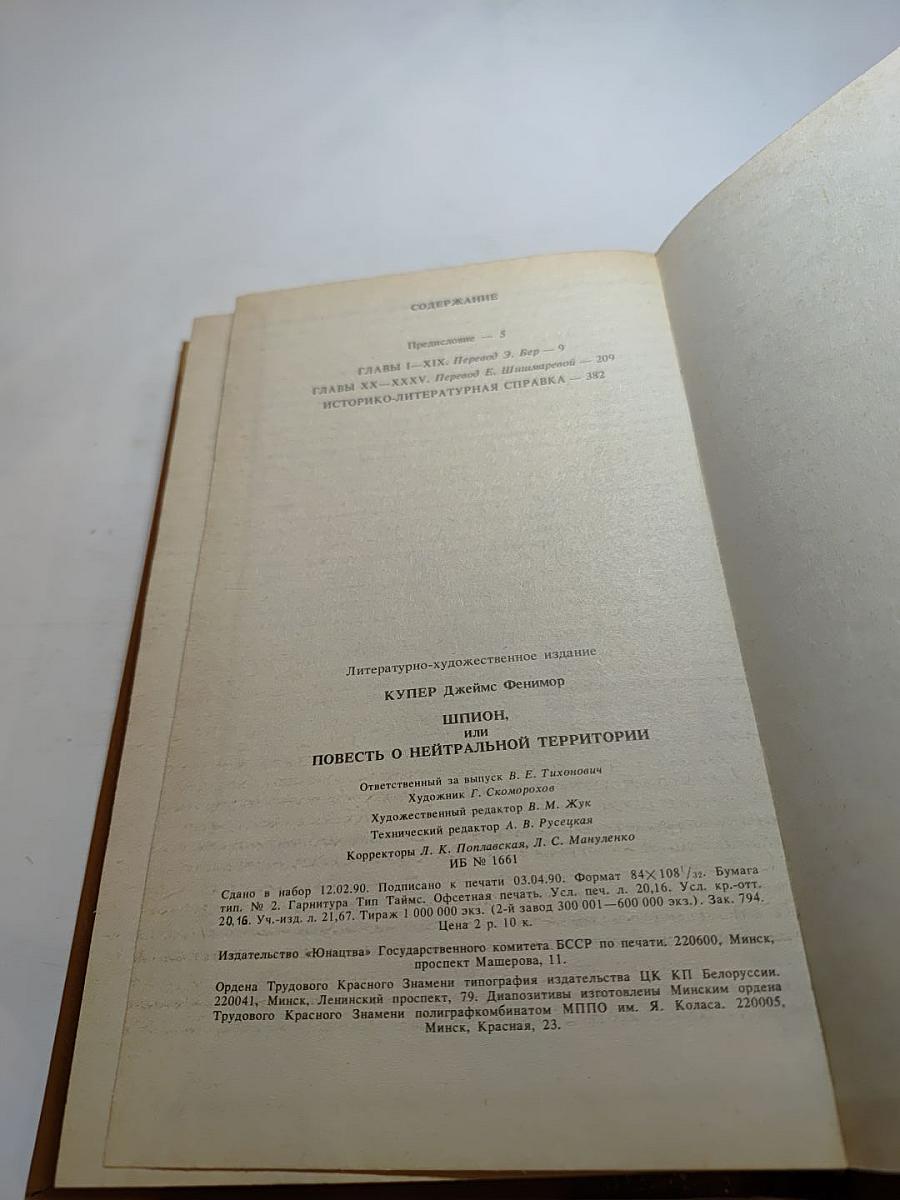 СОДЕРЖАНИЕ
Предисловие — 5
ГЛАВЫ I—XIX. Перевод Э. Бер — 9
ГЛАВЫ XX—XXXV. Перевод Е. Шишмаревой — 209
ИСТОРИКО-ЛИТЕРАТУРНАЯ СПРАВКА — 382
Литературно-художественное издание
КУПЕР Джеймс Фенимор
ШПИОН,
или
ПОВЕСТЬ О НЕЙТРАЛЬНОЙ ТЕРРИТОРИИ
Ответственный за выпуск В. Е. Тихонович
Художник Г. Скоморохов
Художественный редактор В. М. Жук
Технический редактор А. В. Русецкая
Корректоры Л. К. Поплавская, Л. С. Мануленко
ИБ № 1661
Сдано в набор 12.02.90. Подписано к печати 03.04.90. Формат 84×108¹/₃₂. Бумага
тип. № 2. Гарнитура Тип Таймс. Офсетная печать. Усл. печ. л. 20,16. Усл. кр.-отт.
20,16. Уч.-изд. л. 21,67. Тираж 1 000 000 экз. (2-й завод 300 001—600 000 экз.). Зак. 794.
Цена 2 р. 10 к.
Издательство «Юнацтва» Государственного комитета БССР по печати. 220600, Минск,
проспект Машерова, 11.
Ордена Трудового Красного Знамени типография издательства ЦК КП Белоруссии.
220041, Минск, Ленинский проспект, 79. Диапозитивы изготовлены Минским ордена
Трудового Красного Знамени полиграфкомбинатом МППО им. Я. Коласа. 220005,
Минск, Красная, 23.